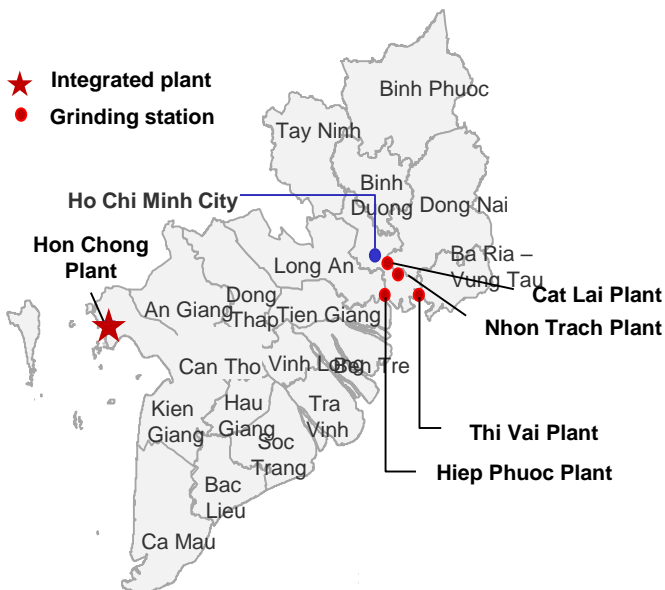 Integrated plant
Grinding station
Binh Phuoc
Tay Ninh
Binh
Duong
Ho Chi Minh City
Dong Nai
Hon Chong
Plant
Long An
Ba Ria –
Vung Tau
Cat Lai Plant
An Giang
Dong
Thap
Tien Giang
Nhon Trach Plant
Can Tho
Vinh Long
Ben Tre
Kien
Giang
Hau
Giang
Tra
Vinh
Thi Vai Plant
Soc
Trang
Hiep Phuoc Plant
Bac
Lieu
Ca Mau